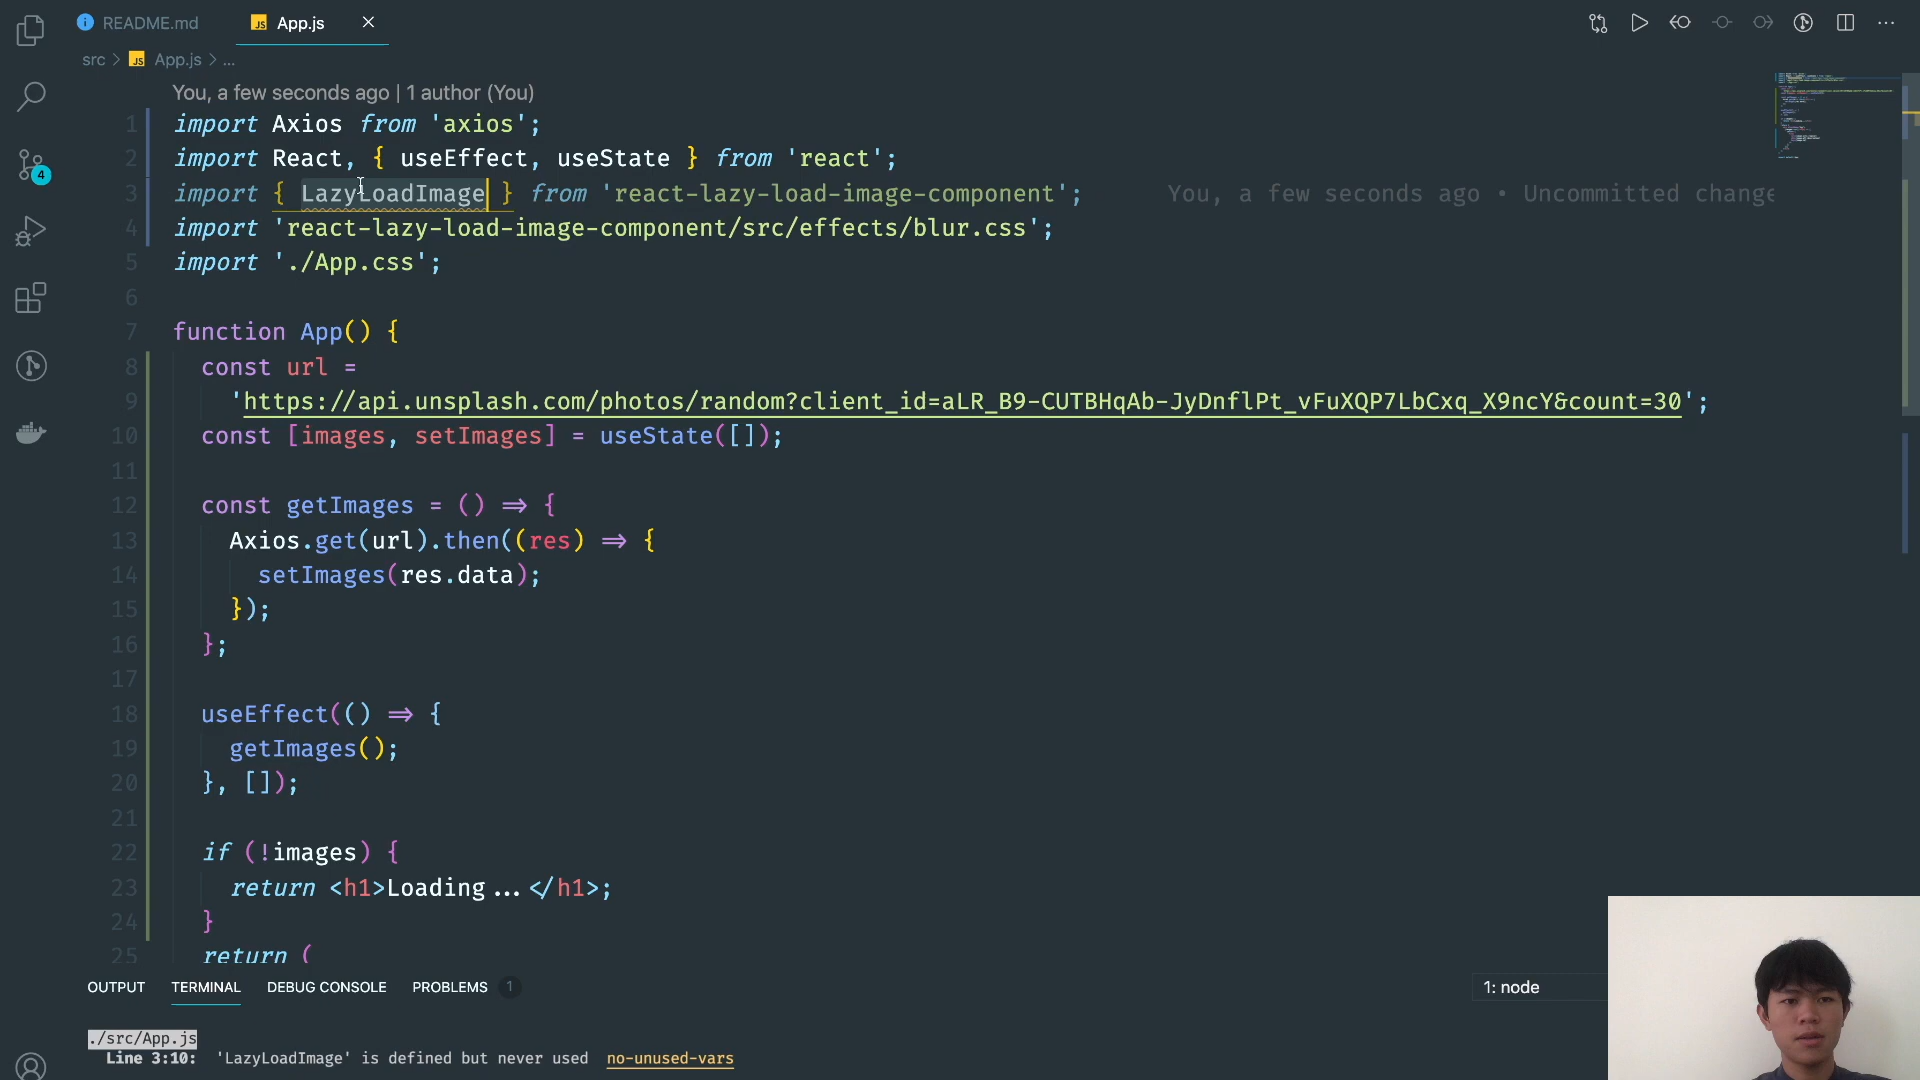 README.md
JS App.js
src > JS App.js > ...
You, a few seconds ago | 1 author (You)
1 import Axios from 'axios';
2 import React, { useEffect, useState } from 'react';
3 import { LazyLoadImage } from 'react-lazy-load-image-component'; You, a few seconds ago • Uncommitted change
4 import 'react-lazy-load-image-component/src/effects/blur.css';
5 import './App.css';
6
7 function App() {
8 const url =
9 'https://api.unsplash.com/photos/random?client_id=aLR_B9-CUTBHqAb-JyDnflPt_vFuXQP7LbCxq_X9ncY&count=30';
10 const [images, setImages] = useState([]);
11
12 const getImages = () => {
13 Axios.get(url).then((res) => {
14 setImages(res.data);
15 });
16 };
17
18 useEffect(() => {
19 getImages();
20 }, []);
21
22 if (!images) {
23 return <h1>Loading...</h1>;
24 }
25 return (
4
OUTPUT TERMINAL DEBUG CONSOLE PROBLEMS 1
1: node
./src/App.js
Line 3:10: 'LazyLoadImage' is defined but never used no-unused-vars